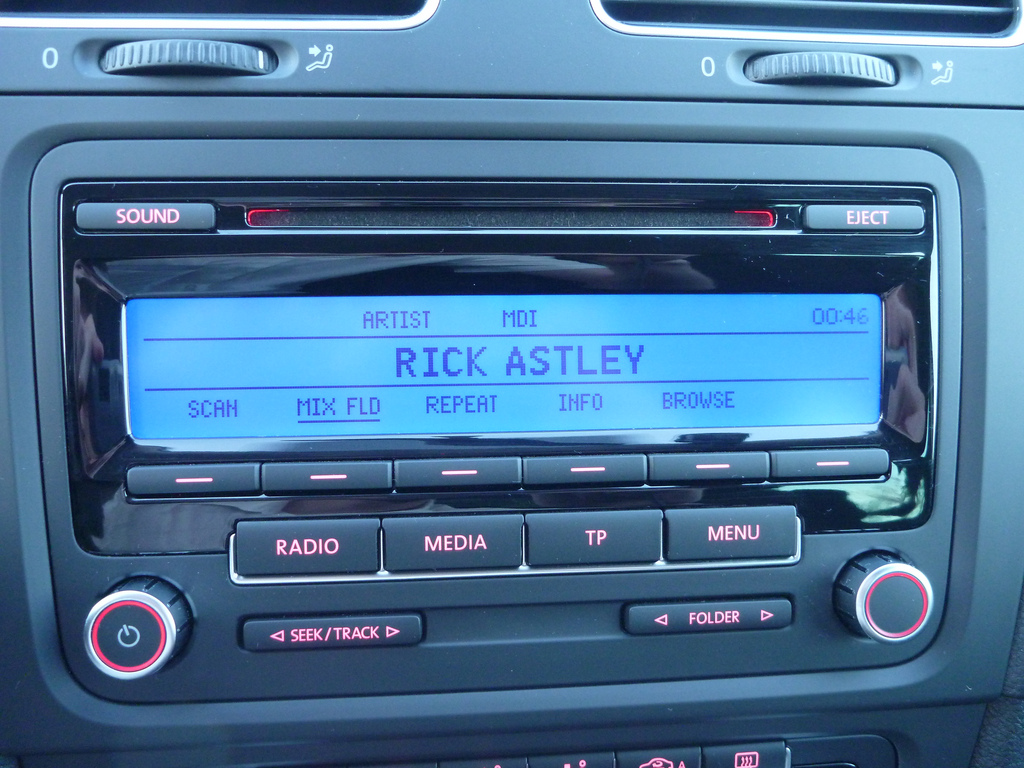 0 0
SOUND EJECT
ARTIST MDI 00:46
RICK ASTLEY
SCAN MIX FLD REPEAT INFO BROWSE
RADIO MEDIA TP MENU
SEEK/TRACK FOLDER
A